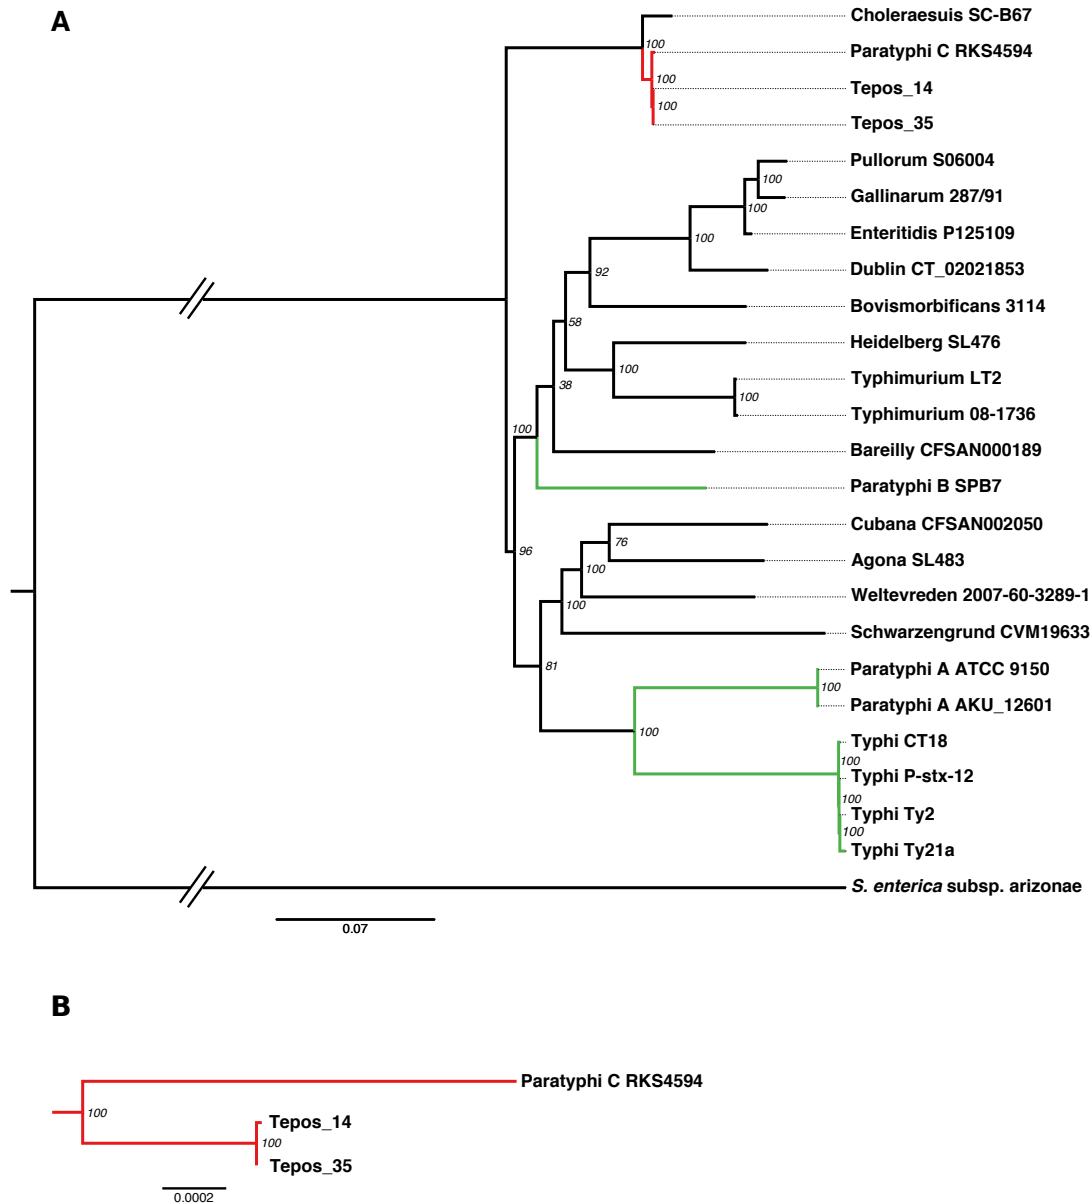 A
Choleraesuis SC-B67
100
Paratyphi C RKS4594
100
Tepos_14
100
Tepos_35
Pullorum S06004
100
Gallinarum 287/91
100
Enteritidis P125109
100
Dublin CT_02021853
92
Bovismorbificans 3114
58
Heidelberg SL476
100
Typhimurium LT2
38
100
Typhimurium 08-1736
100
Bareilly CFSAN000189
Paratyphi B SPB7
Cubana CFSAN002050
76
96
Agona SL483
100
Weltevreden 2007-60-3289-1
100
Schwarzengrund CVM19633
81
Paratyphi A ATCC 9150
100
Paratyphi A AKU_12601
100
Typhi CT18
100
Typhi P-stx-12
100
Typhi Ty2
100
Typhi Ty21a
S. enterica subsp. arizonae
0.07
B
Paratyphi C RKS4594
100
Tepos_14
100
Tepos_35
0.0002